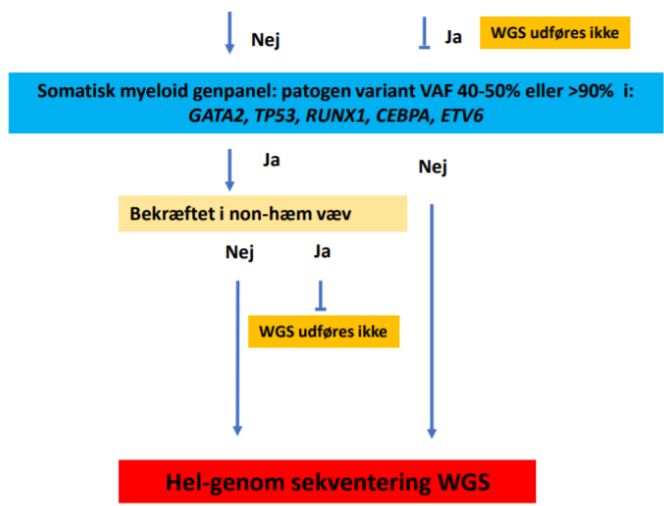 Nej
Ja
WGS udføres ikke
Somatisk myeloid genpanel: patogen variant VAF 40-50% eller >90% i:
GATA2, TP53, RUNX1, CEBPA, ETV6
Ja
Nej
Bekræftet i non-hæm væv
Nej
Ja
WGS udføres ikke
Hel-genom sekventering WGS